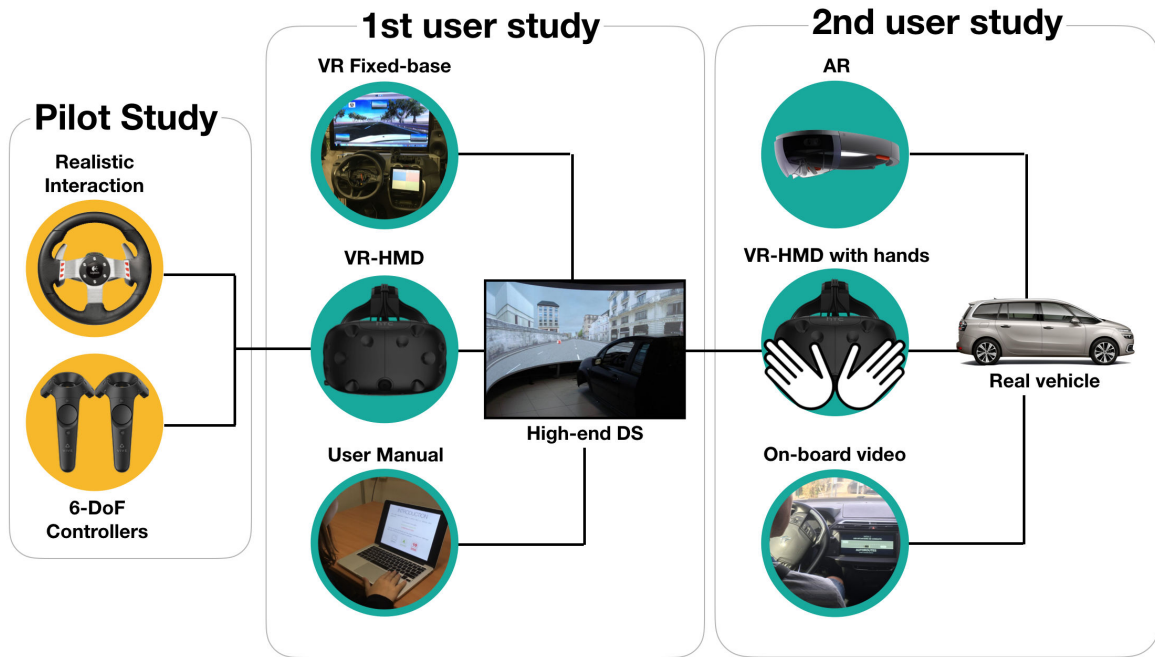 Pilot Study
Realistic
Interaction
6-DoF
Controllers
1st user study
VR Fixed-base
VR-HMD
User Manual
High-end DS
2nd user study
AR
VR-HMD with hands
On-board video
Real vehicle